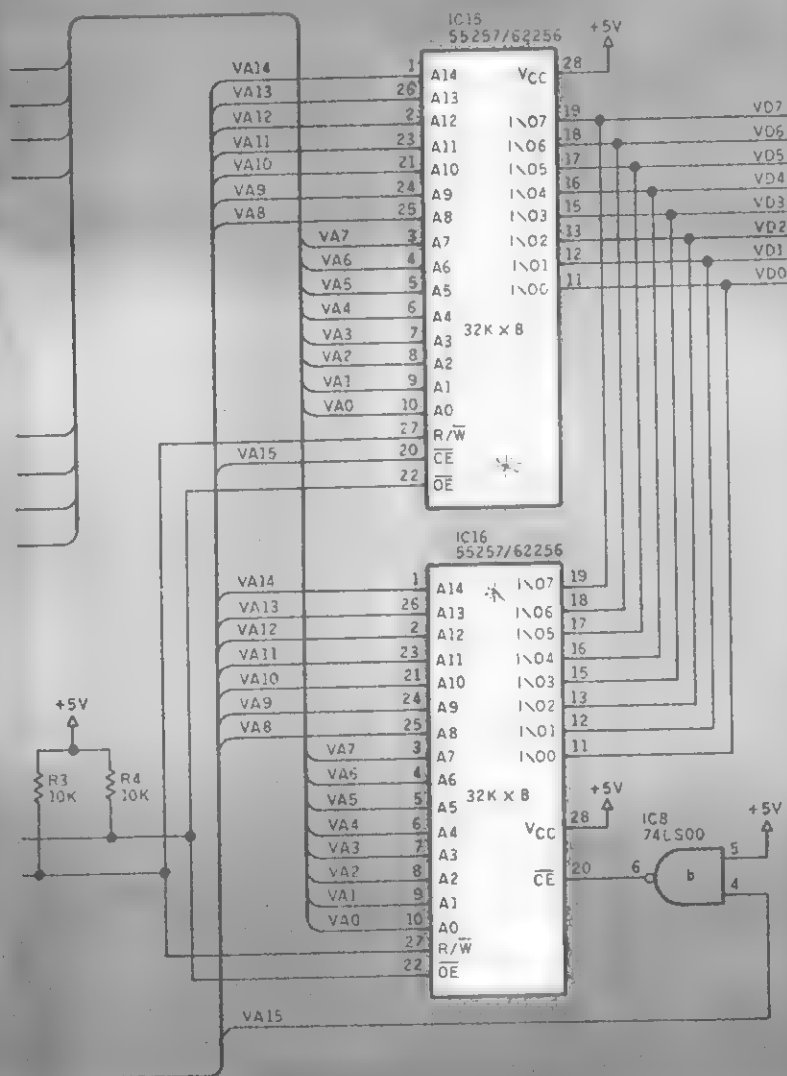 IC15
55257/62256
+5V
VA14 1 A14 VCC 28
VA13 26 A13
VA12 2 A12 I\O7 19 VD7
VA11 23 A11 I\O6 18 VD6
VA10 21 A10 I\O5 17 VD5
VA9 24 A9 I\O4 16 VD4
VA8 25 A8 I\O3 15 VD3
VA7 3 A7 I\O2 13 VD2
VA6 4 A6 I\O1 12 VD1
VA5 5 A5 I\O0 11 VD0
VA4 6 A4
32K X 8
VA3 7 A3
VA2 8 A2
VA1 9 A1
VA0 10 A0
27 R/W̅
VA15 20 C̅E̅
22 O̅E̅
IC16
55257/62256
VA14 1 A14 I\O7 19
VA13 26 A13 I\O6 18
VA12 2 A12 I\O5 17
VA11 23 A11 I\O4 16
VA10 21 A10 I\O3 15
VA9 24 A9 I\O2 13
VA8 25 A8 I\O1 12
VA7 3 A7 I\O0 11
VA6 4 A6
VA5 5 A5 32K X 8
VA4 6 A4 VCC 28 +5V
VA3 7 A3
VA2 8 A2 C̅E̅ 20
VA1 9 A1
VA0 10 A0
27 R/W̅
22 O̅E̅
VA15
+5V
R3
10K
R4
10K
IC8
74LS00
+5V
6 b 5
4